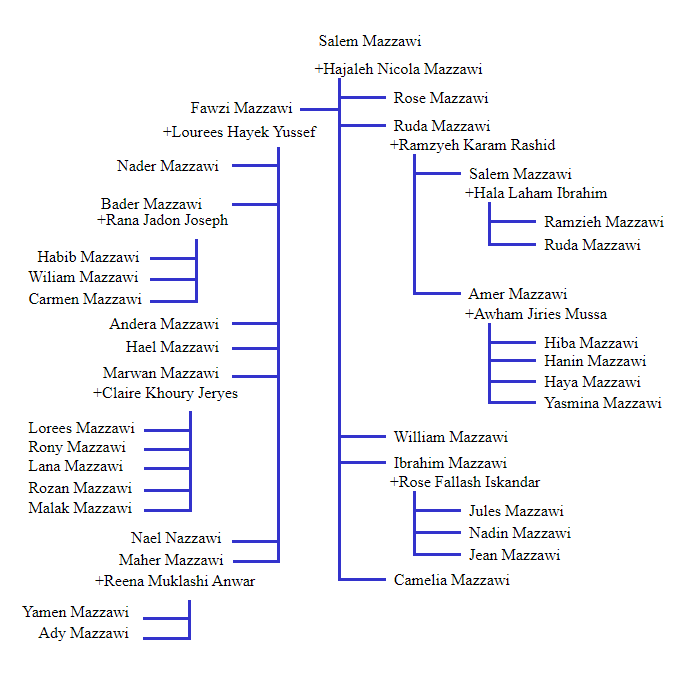 Salem Mazzawi
+Hajaleh Nicola Mazzawi
Fawzi Mazzawi
+Lourees Hayek Yussef
Nader Mazzawi
Bader Mazzawi
+Rana Jadon Joseph
Habib Mazzawi
Wiliam Mazzawi
Carmen Mazzawi
Andera Mazzawi
Hael Mazzawi
Marwan Mazzawi
+Claire Khoury Jeryes
Lorees Mazzawi
Rony Mazzawi
Lana Mazzawi
Rozan Mazzawi
Malak Mazzawi
Nael Nazzawi
Maher Mazzawi
+Reena Muklashi Anwar
Yamen Mazzawi
Ady Mazzawi
Rose Mazzawi
Ruda Mazzawi
+Ramzyeh Karam Rashid
Salem Mazzawi
+Hala Laham Ibrahim
Ramzieh Mazzawi
Ruda Mazzawi
Amer Mazzawi
+Awham Jiries Mussa
Hiba Mazzawi
Hanin Mazzawi
Haya Mazzawi
Yasmina Mazzawi
William Mazzawi
Ibrahim Mazzawi
+Rose Fallash Iskandar
Jules Mazzawi
Nadin Mazzawi
Jean Mazzawi
Camelia Mazzawi